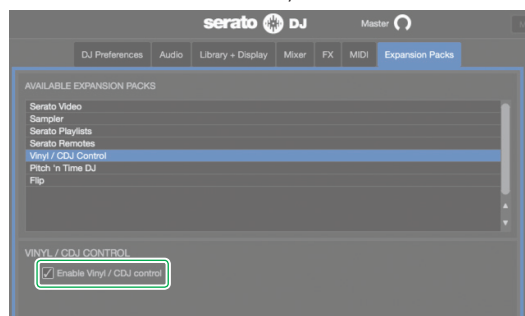 serato DJ
Master
DJ Preferences Audio Library + Display Mixer FX MIDI Expansion Packs
AVAILABLE EXPANSION PACKS
Serato Video
Sampler
Serato Playlists
Serato Remotes
Vinyl / CDJ Control
Pitch 'n Time DJ
Flip
VINYL / CDJ CONTROL
Enable Vinyl / CDJ control